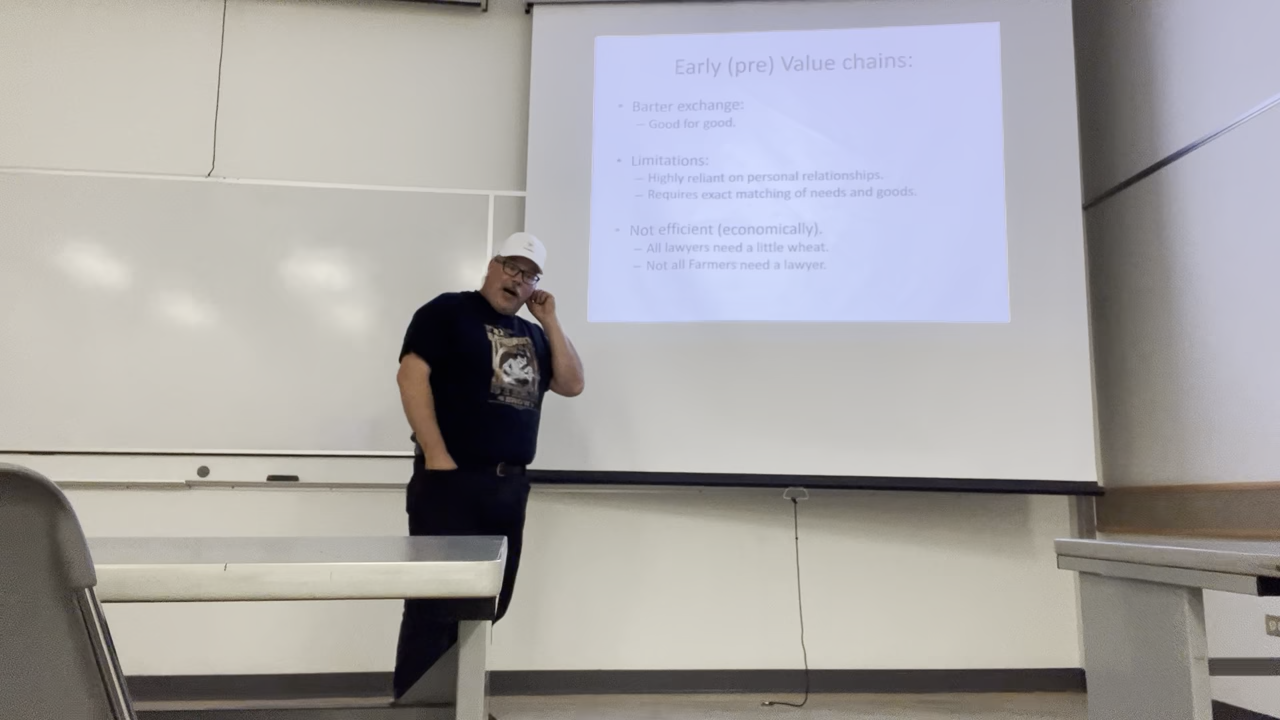 Early (pre) Value chains:
• Barter exchange:
– Good for good.
• Limitations:
– Highly reliant on personal relationships.
– Requires exact matching of needs and goods.
• Not efficient (economically).
– All lawyers need a little wheat.
– Not all Farmers need a lawyer.